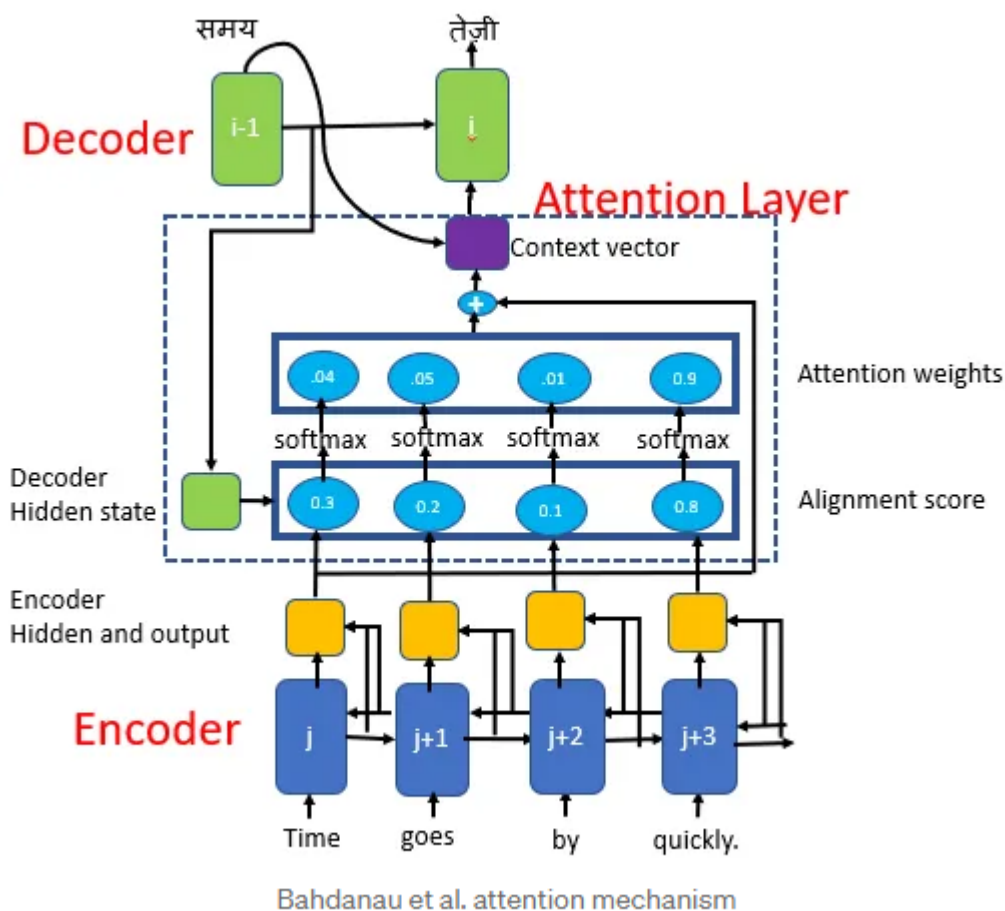 समय
तेज़ी
i-1
i
Decoder
Attention Layer
Context vector
+
.04
.05
.01
0.9
Attention weights
softmax
softmax
softmax
softmax
Decoder
Hidden state
0.3
0.2
0.1
0.8
Alignment score
Encoder
Hidden and output
Encoder
j
j+1
j+2
j+3
Time
goes
by
quickly.
Bahdanau et al. attention mechanism